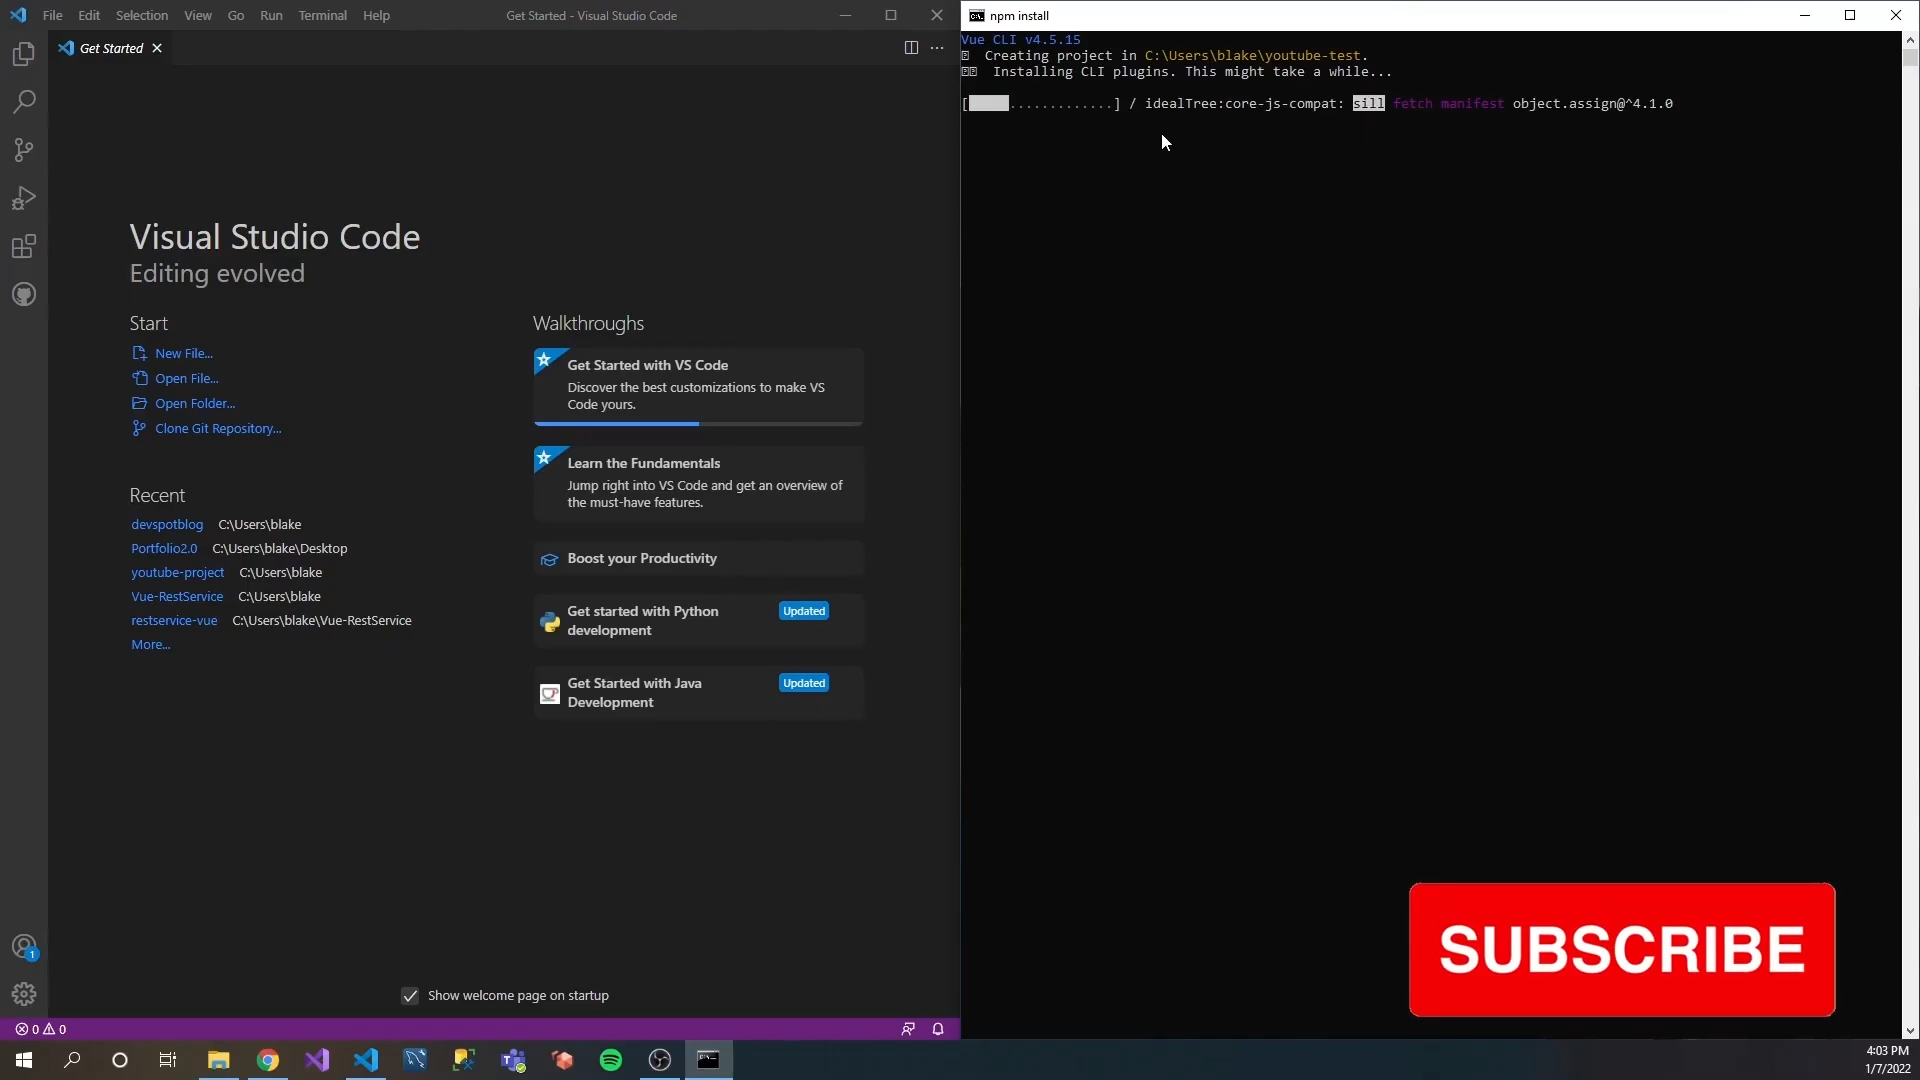 File Edit Selection View Go Run Terminal Help
Get Started - Visual Studio Code
Get Started
Visual Studio Code
Editing evolved
Start
New File...
Open File...
Open Folder...
Clone Git Repository...
Recent
devspotblog C:\Users\blake
Portfolio2.0 C:\Users\blake\Desktop
youtube-project C:\Users\blake
Vue-RestService C:\Users\blake
restservice-vue C:\Users\blake\Vue-RestService
More...
Walkthroughs
Get Started with VS Code
Discover the best customizations to make VS
Code yours.
Learn the Fundamentals
Jump right into VS Code and get an overview of
the must-have features.
Boost your Productivity
Get started with Python
development
Updated
Get Started with Java
Development
Updated
Show welcome page on startup
1
0 0
npm install
Vue CLI v4.5.15
Creating project in C:\Users\blake\youtube-test.
Installing CLI plugins. This might take a while...
[ .............] / idealTree:core-js-compat: sill fetch manifest object.assign@^4.1.0
SUBSCRIBE
4:03 PM
1/7/2022